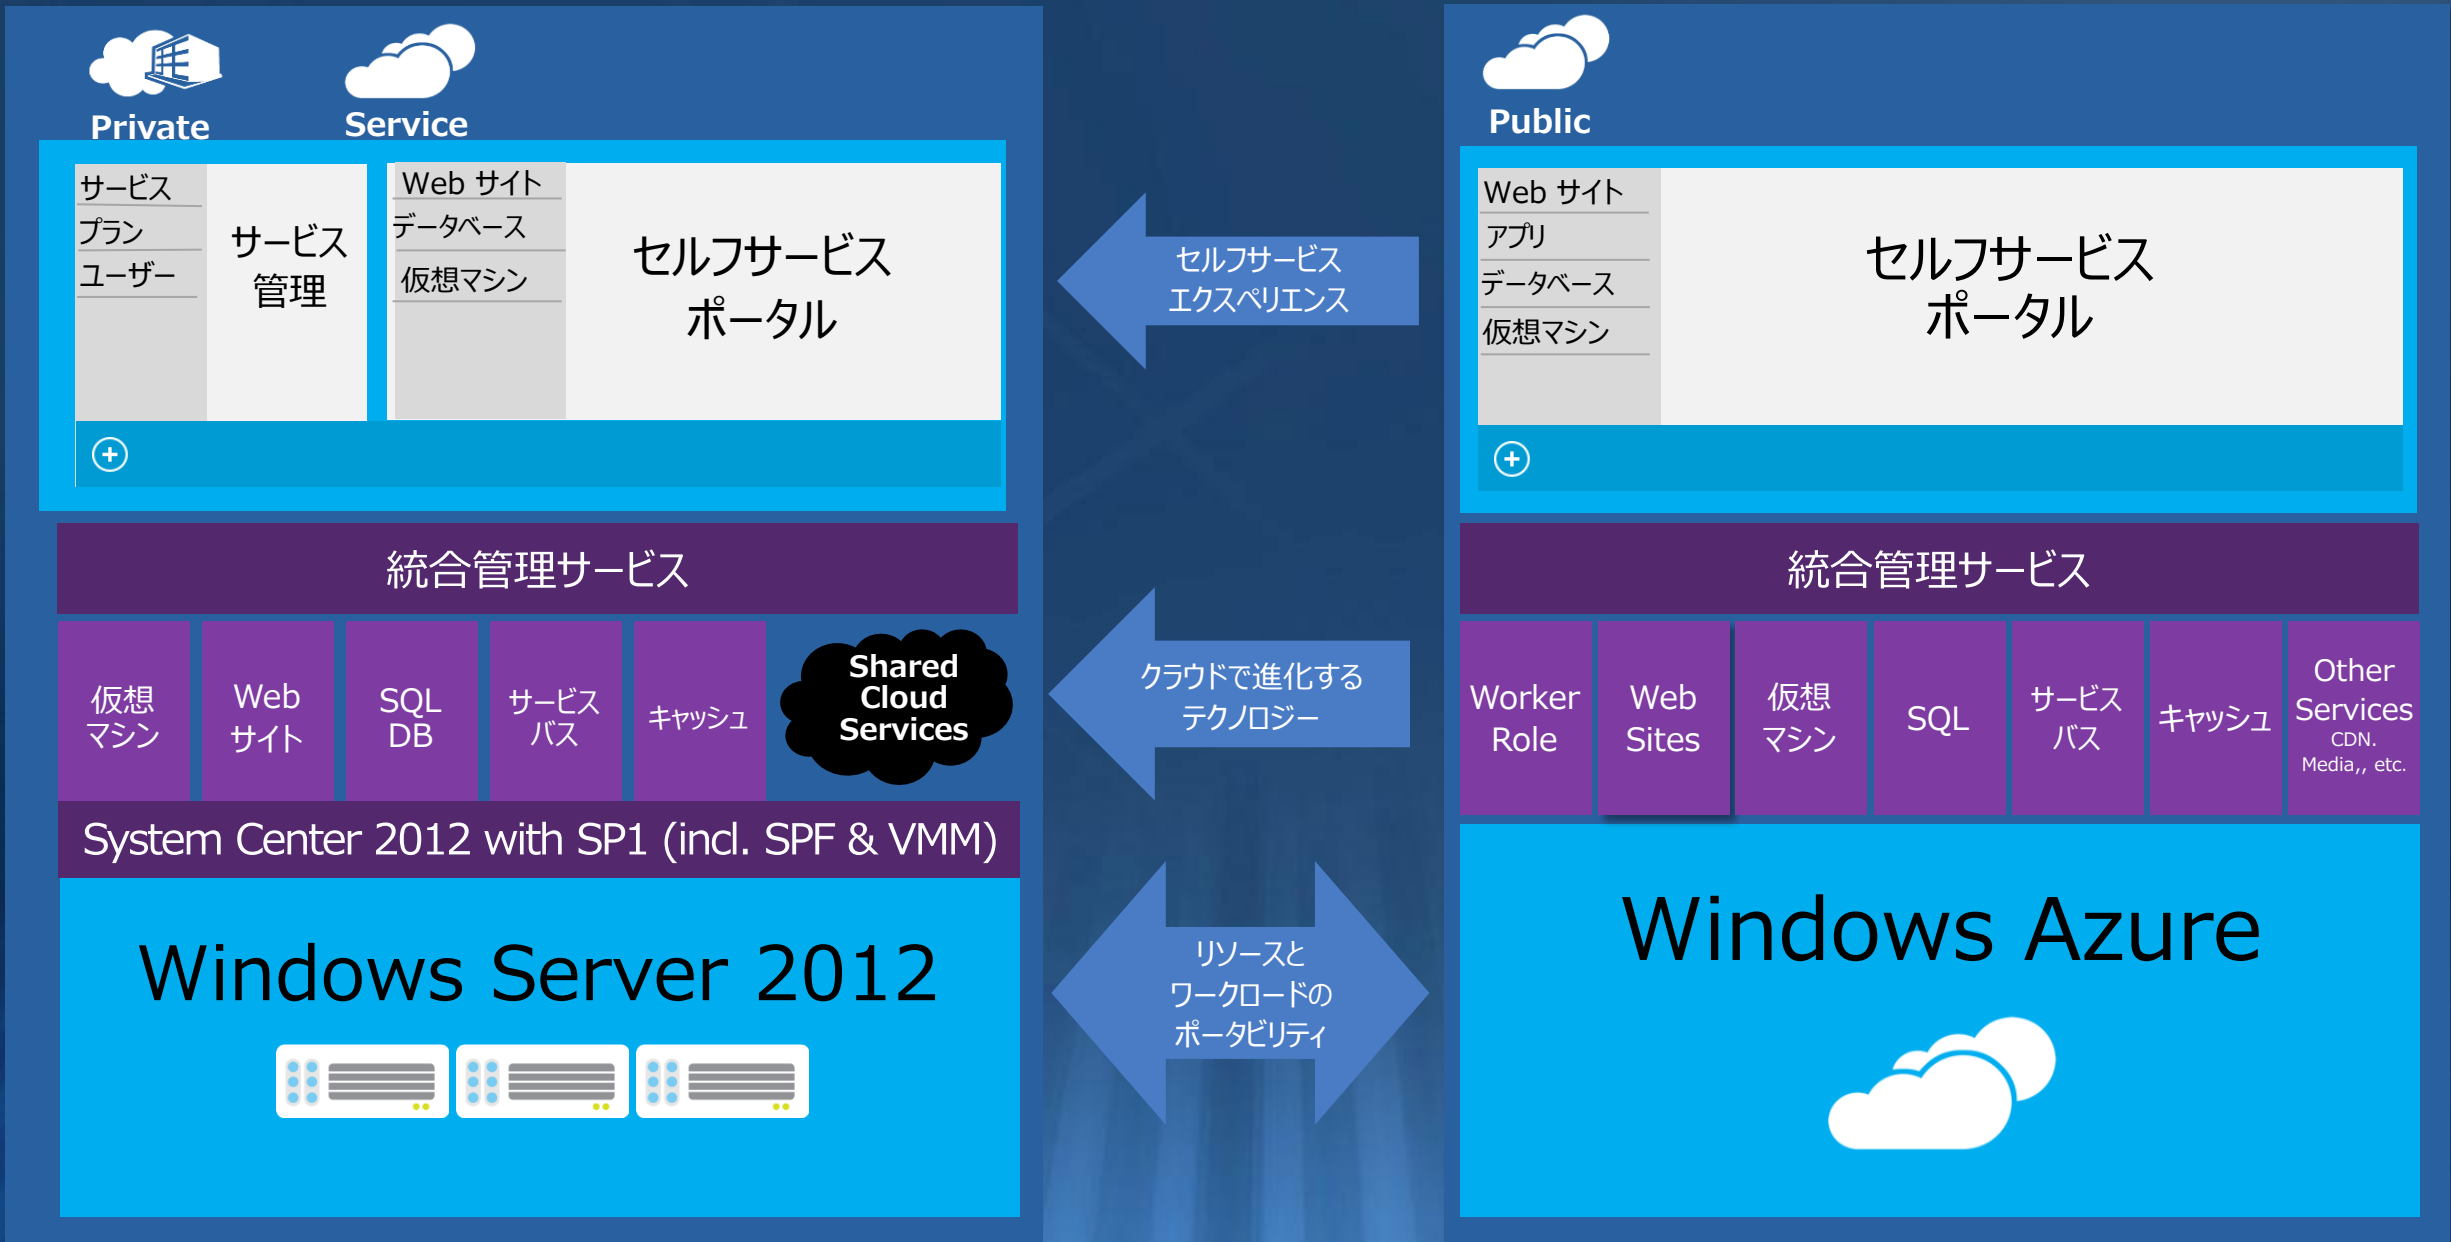 Private
Service
サービス
プラン
ユーザー
サービス
管理
Web サイト
データベース
仮想マシン
セルフサービス
ポータル
統合管理サービス
仮想
マシン
Web
サイト
SQL
DB
サービス
バス
キャッシュ
Shared
Cloud
Services
System Center 2012 with SP1 (incl. SPF & VMM)
Windows Server 2012
セルフサービス
エクスペリエンス
クラウドで進化する
テクノロジー
リソースと
ワークロードの
ポータビリティ
Public
Web サイト
アプリ
データベース
仮想マシン
セルフサービス
ポータル
統合管理サービス
Worker
Role
Web
Sites
仮想
マシン
SQL
サービス
バス
キャッシュ
Other
Services
CDN.
Media,, etc.
Windows Azure